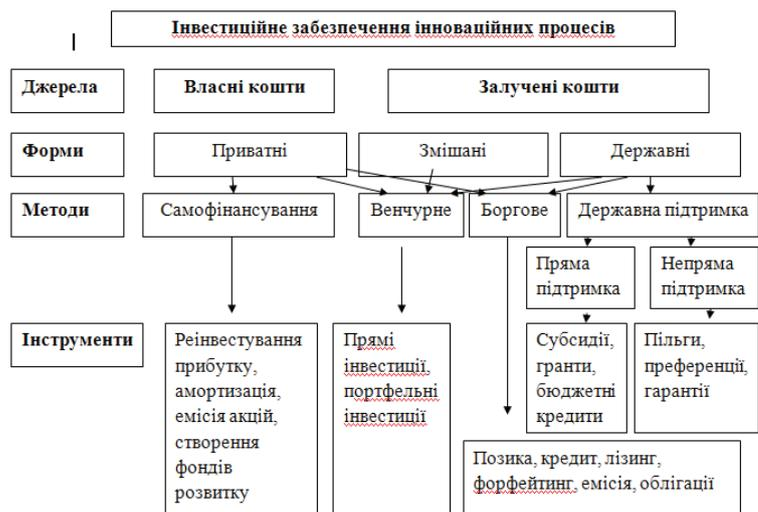 Інвестиційне забезпечення інноваційних процесів
Джерела
Власні кошти
Залучені кошти
Форми
Приватні
Змішані
Державні
Методи
Самофінансування
Венчурне
Боргове
Державна підтримка
Пряма
підтримка
Непряма
підтримка
Інструменти
Реінвестування
прибутку,
амортизація,
емісія акцій,
створення
фондів
розвитку
Прямі
інвестиції,
портфельні
інвестиції
Субсидії,
гранти,
бюджетні
кредити
Пільги,
преференції,
гарантії
Позика, кредит, лізинг,
форфейтинг, емісія, облігації